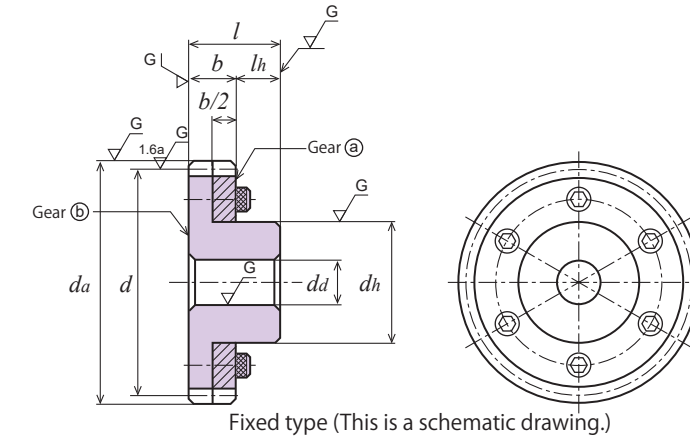 G
l
G
b
lh
b/2
G
G
1.6a
Gear ⓐ
G
Gear ⓑ
G
da
d
dd
dh
Fixed type (This is a schematic drawing.)